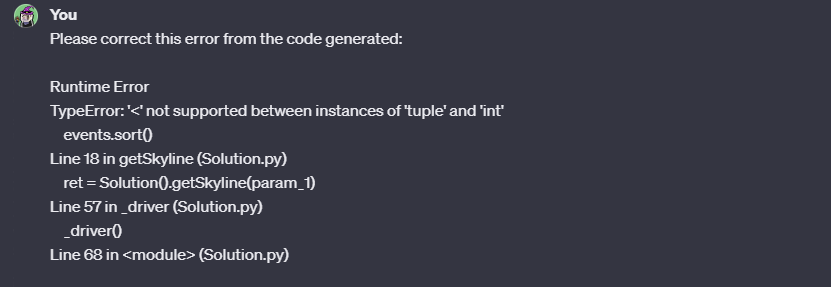 You
Please correct this error from the code generated:
Runtime Error
TypeError: '<' not supported between instances of 'tuple' and 'int'
events.sort()
Line 18 in getSkyline (Solution.py)
ret = Solution().getSkyline(param_1)
Line 57 in _driver (Solution.py)
_driver()
Line 68 in <module> (Solution.py)